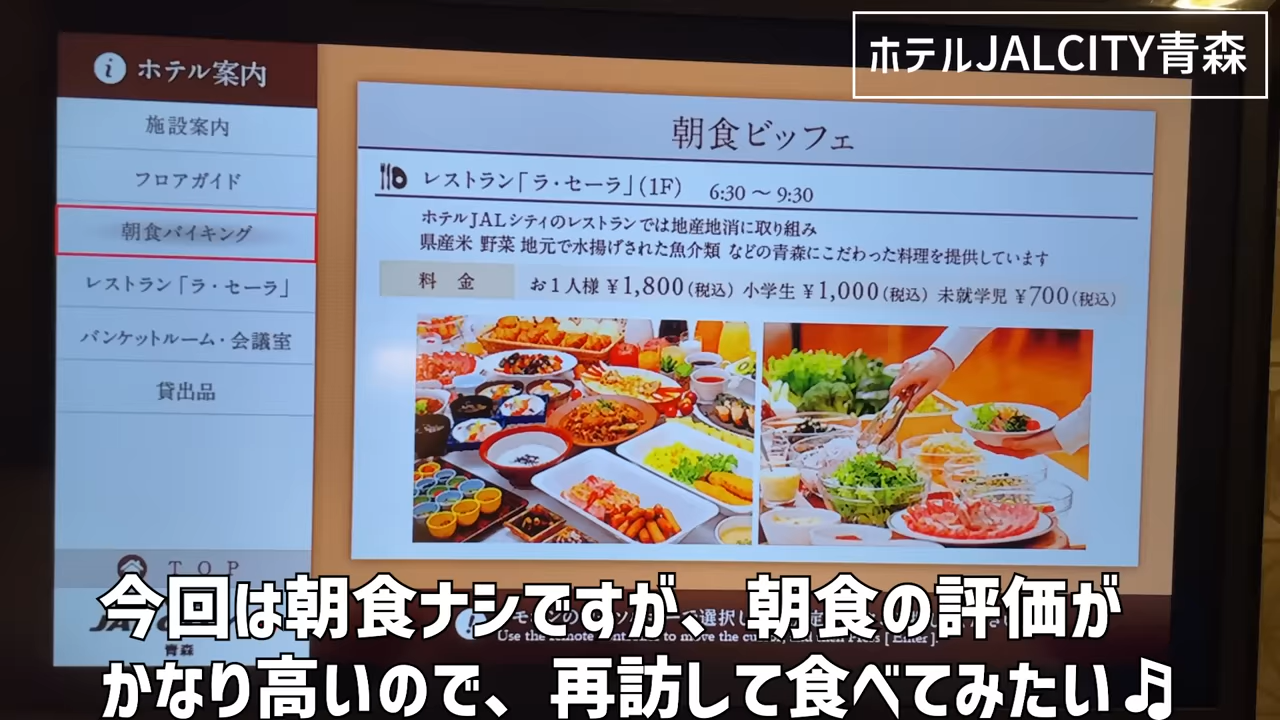 ホテルJALCITY青森
ホテル案内
施設案内
フロアガイド
朝食バイキング
レストラン「ラ・セーラ」
バンケットルーム・会議室
貸出品
TOP
青森
朝食ビッフェ
レストラン「ラ・セーラ」(1F) 6:30 ～ 9:30
ホテルJALシティのレストランでは地産地消に取り組み
県産米 野菜 地元で水揚げされた魚介類 などの青森にこだわった料理を提供しています
料 金 お1人様 ¥1,800(税込) 小学生 ¥1,000(税込) 未就学児 ¥700(税込)
Use the remote to move the and then Press [Enter].
今回は朝食ナシですが、朝食の評価が
かなり高いので、再訪して食べてみたい♫